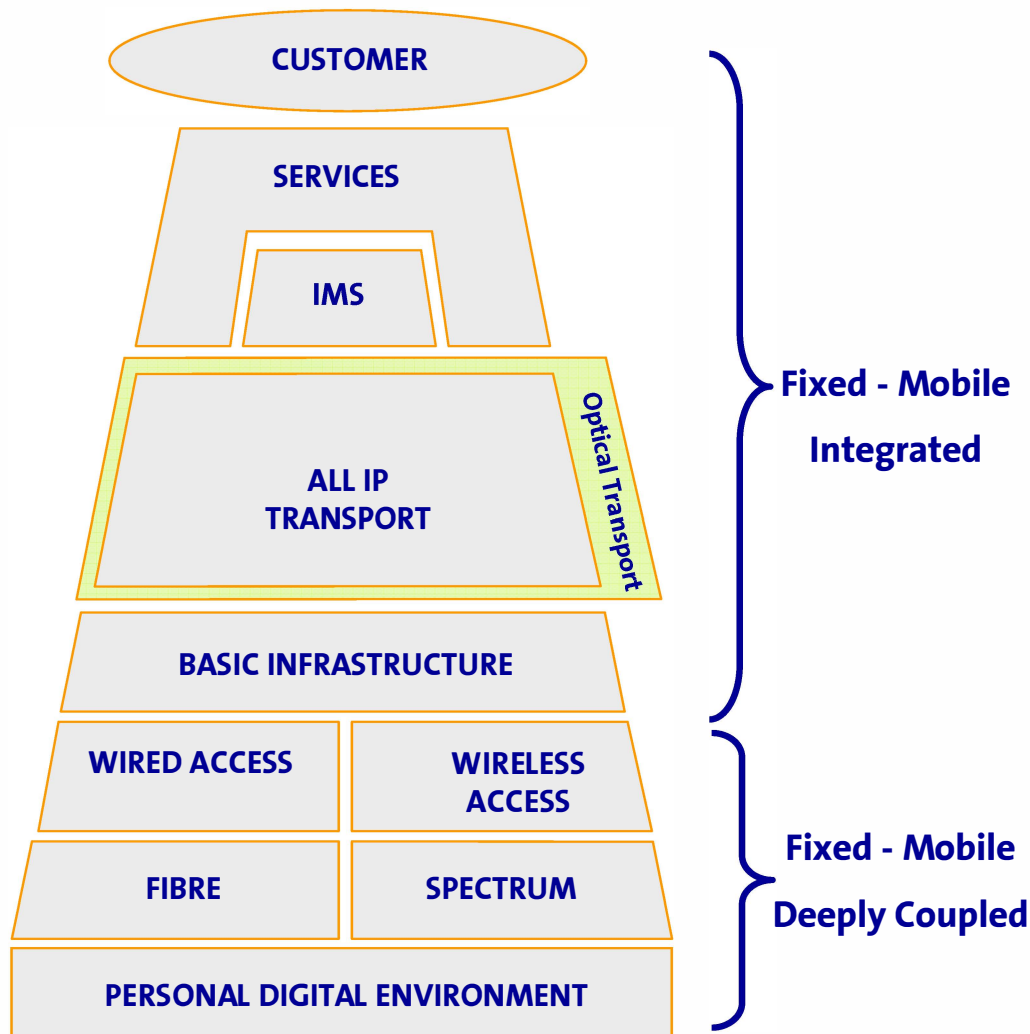 CUSTOMER
SERVICES
IMS
ALL IP
TRANSPORT
Optical Transport
BASIC INFRASTRUCTURE
WIRED ACCESS
WIRELESS
ACCESS
FIBRE
SPECTRUM
PERSONAL DIGITAL ENVIRONMENT
Fixed - Mobile
Integrated
Fixed - Mobile
Deeply Coupled